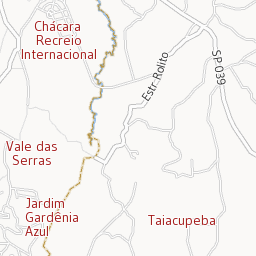 Chácara
Recreio
Internacional
Estr. Rolito
SP 039
Vale das
Serras
Jardim
Gardênia
Azul
Taiacupeba